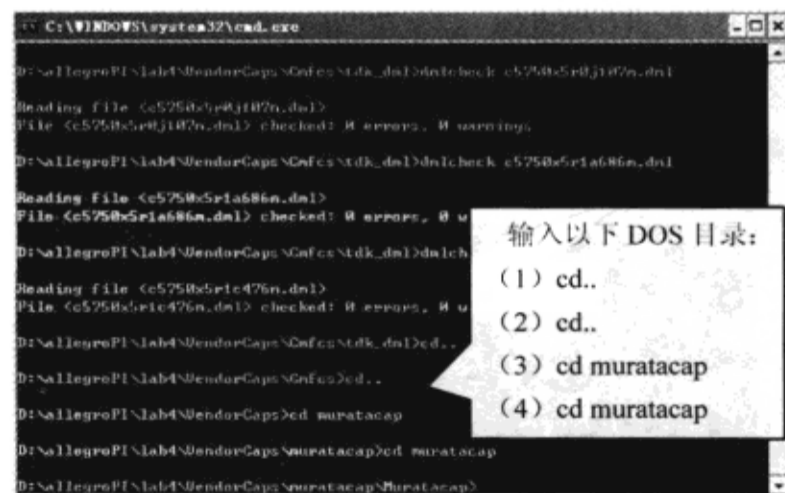 C:\WINDOWS\system32\cmd.exe
D:\allegroPI\lab4\VendorCaps\Cmfcs\tdk_dml>dmlcheck c5750x5r0j107m.dml
Reading file <c5750x5r0j107m.dml>
File <c5750x5r0j107m.dml> checked: 0 errors, 0 warnings
D:\allegroPI\lab4\VendorCaps\Cmfcs\tdk_dml>dmlcheck c5750x5r1a686m.dml
Reading file <c5750x5r1a686m.dml>
File <c5750x5r1a686m.dml> checked: 0 errors, 0 w
D:\allegroPI\lab4\VendorCaps\Cmfcs\tdk_dml>dmlch
Reading file <c5750x5r1c476m.dml>
File <c5750x5r1c476m.dml> checked: 0 errors, 0 w
D:\allegroPI\lab4\VendorCaps\Cmfcs\tdk_dml>cd..
D:\allegroPI\lab4\VendorCaps\Cmfcs>cd..
D:\allegroPI\lab4\VendorCaps>cd muratacap
D:\allegroPI\lab4\VendorCaps\muratacap>cd muratacap
D:\allegroPI\lab4\VendorCaps\muratacap\Muratacap>
输入以下 DOS 目录：
（1）cd..
（2）cd..
（3）cd muratacap
（4）cd muratacap